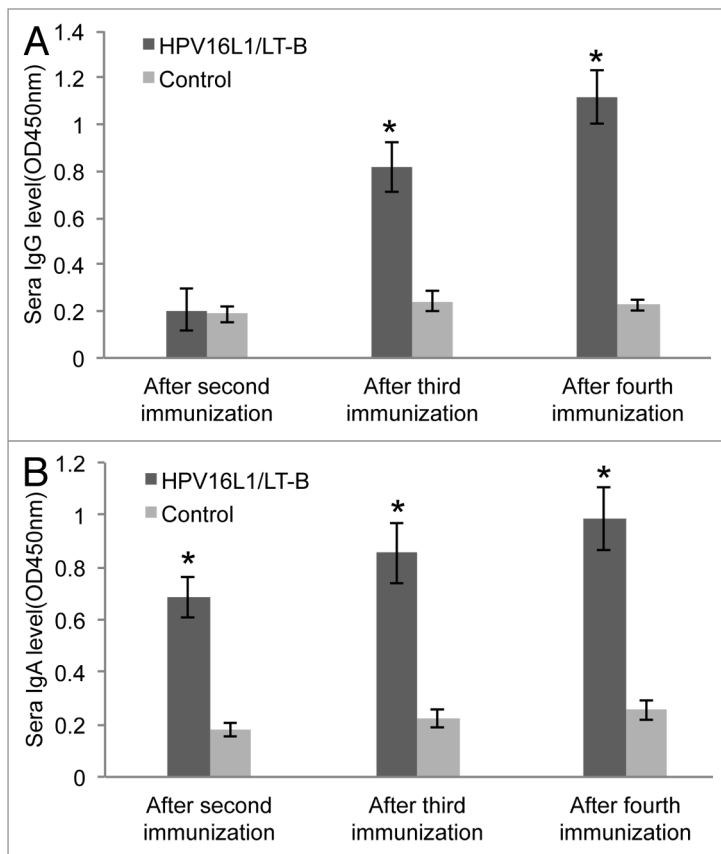 A
Sera IgG level(OD450nm)
1.4
1.2
1
0.8
0.6
0.4
0.2
0
HPV16L1/LT-B
Control
*
*
After second
immunization
After third
immunization
After fourth
immunization
B
Sera IgA level(OD450nm)
1.2
1
0.8
0.6
0.4
0.2
0
HPV16L1/LT-B
Control
*
*
*
After second
immunization
After third
immunization
After fourth
immunization